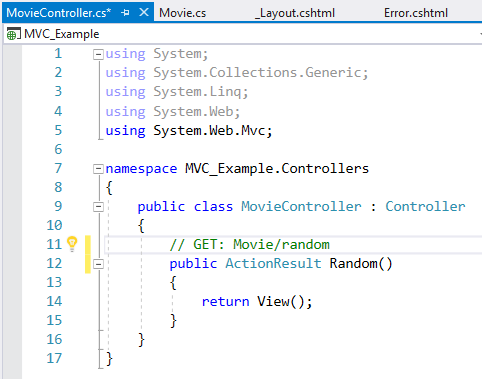 MovieController.cs* Movie.cs _Layout.cshtml Error.cshtml
MVC_Example
1 using System;
2 using System.Collections.Generic;
3 using System.Linq;
4 using System.Web;
5 using System.Web.Mvc;
6
7 namespace MVC_Example.Controllers
8 {
9 public class MovieController : Controller
10 {
11 // GET: Movie/random
12 public ActionResult Random()
13 {
14 return View();
15 }
16 }
17 }